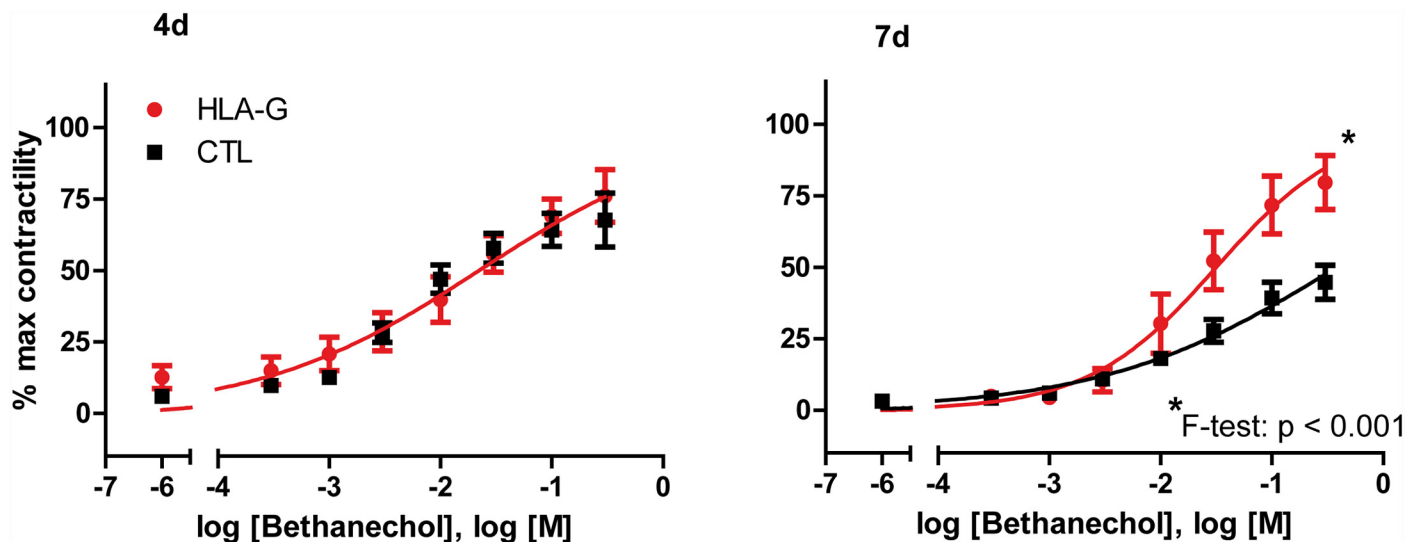 4d
HLA-G
CTL
% max contractility
100
75
50
25
0
-7 -6 -4 -3 -2 -1 0
log [Bethanechol], log [M]
7d
100
75
50
25
0
*
*F-test: p < 0.001
-7 -6 -4 -3 -2 -1 0
log [Bethanechol], log [M]